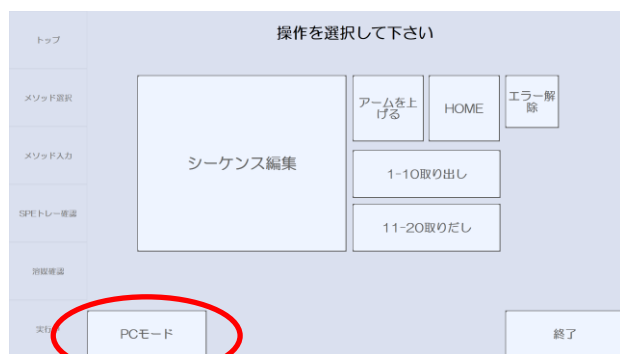 操作を選択して下さい
トップ
メソッド選択
メソッド入力
SPEトレー確認
実行
シーケンス編集
アームを上
げる
HOME
エラー解
除
1-10取り出し
11-20取りだし
PCモード
終了